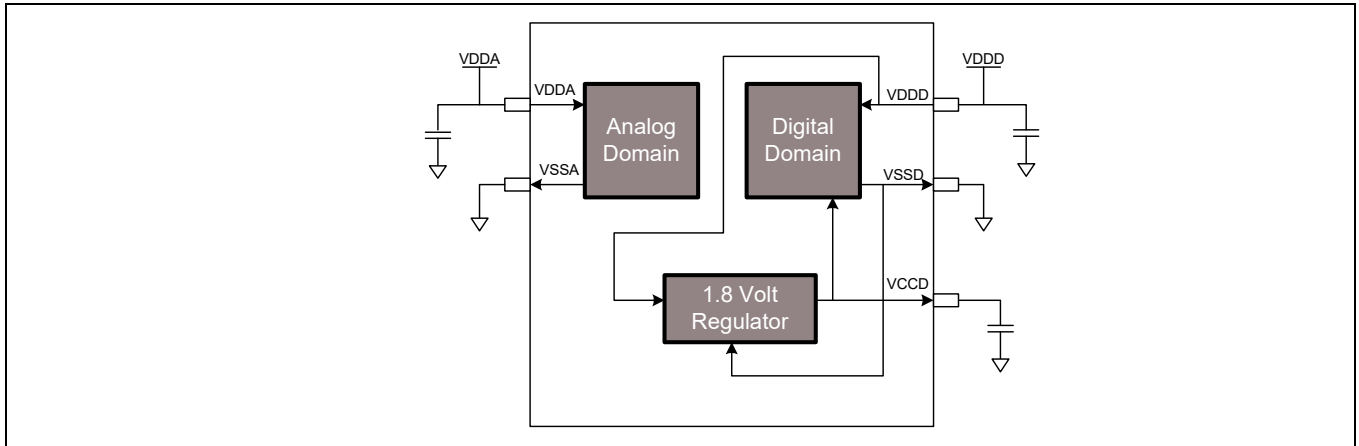 VDDA
VDDD
VDDA
VDDD
Analog
Domain
Digital
Domain
VSSA
VSSD
VCCD
1.8 Volt
Regulator